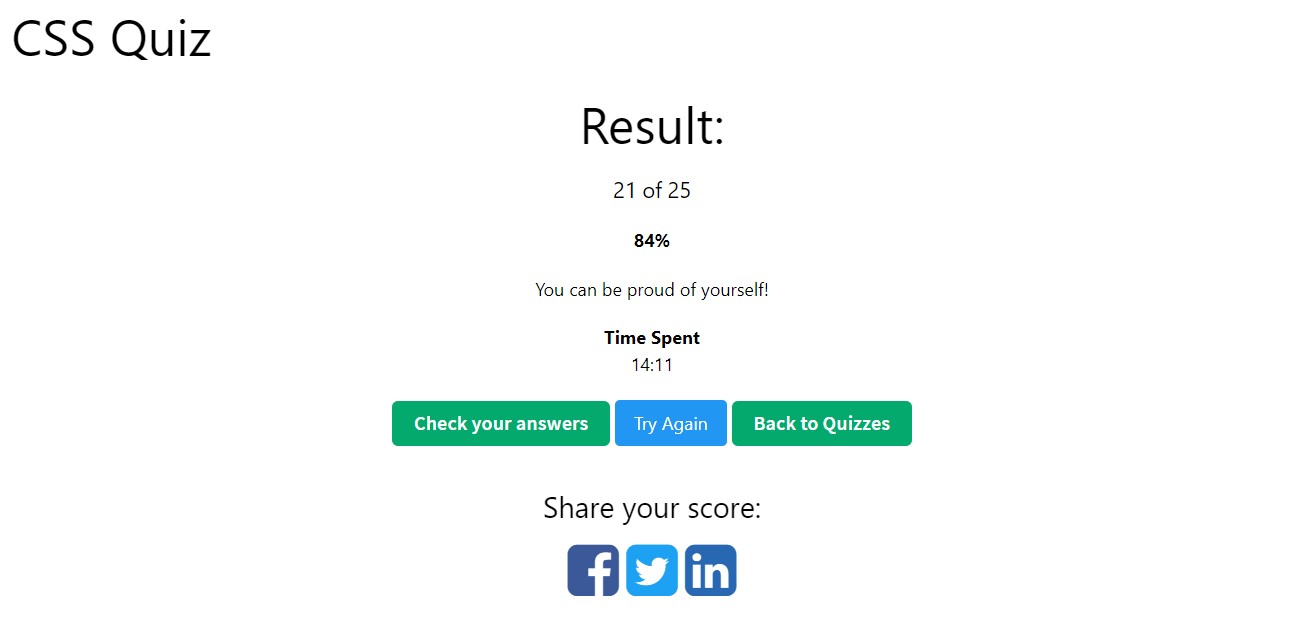 CSS Quiz
Result:
21 of 25
84%
You can be proud of yourself!
Time Spent
14:11
Check your answers Try Again Back to Quizzes
Share your score:
f in